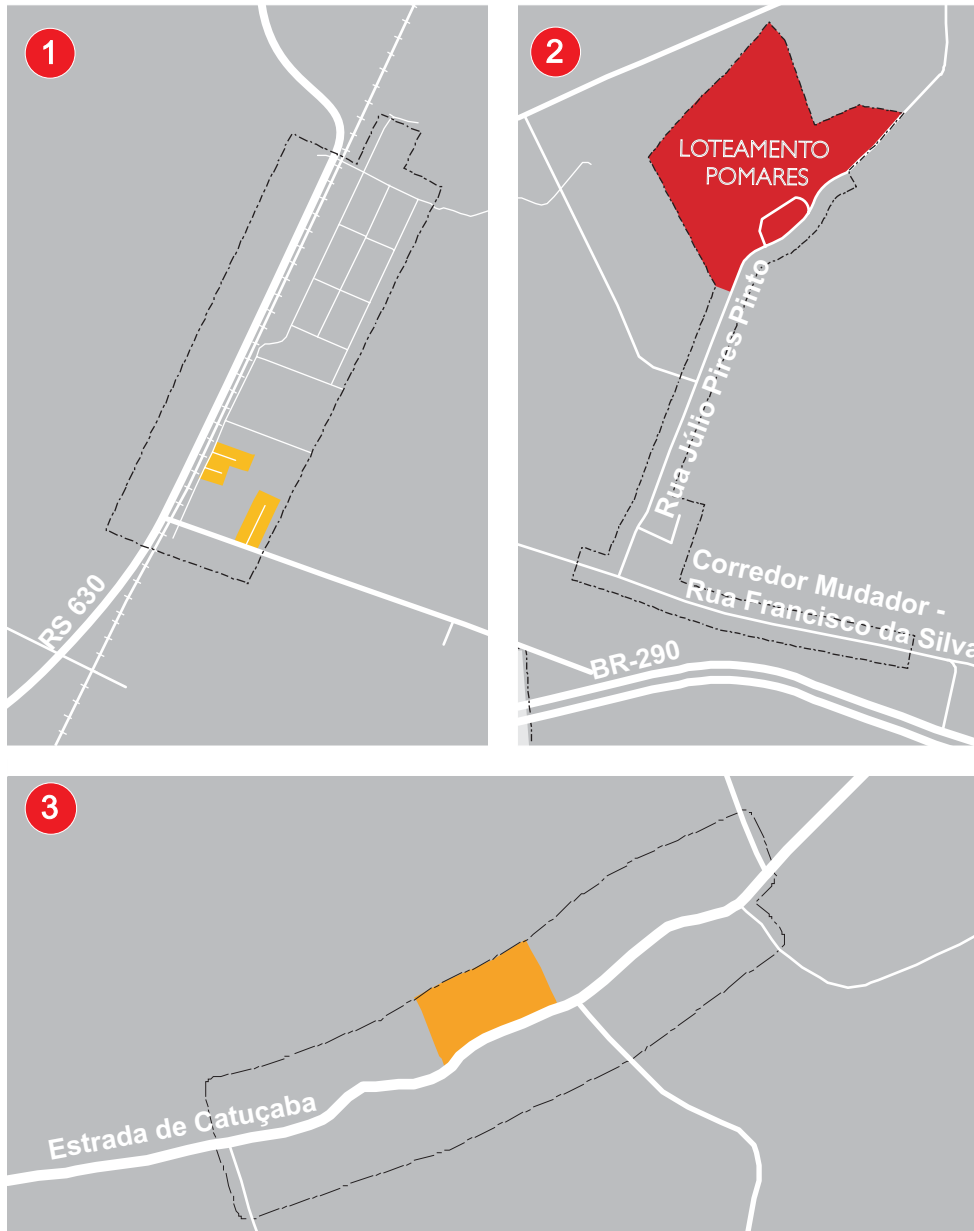 1
RS 630
2
LOTEAMENTO
POMARES
Rua Júlio Pires Pinto
Corredor Mudador -
Rua Francisco da Silva
BR-290
3
Estrada de Catuçaba